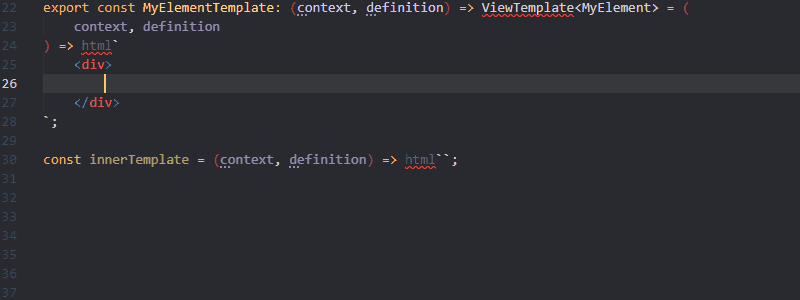 22 export const MyElementTemplate: (context, definition) => ViewTemplate<MyElement> = (
23 context, definition
24 ) => html`
25 <div>
26
27 </div>
28 `;
29
30 const innerTemplate = (context, definition) => html``;
31
32
33
34
35
36
37